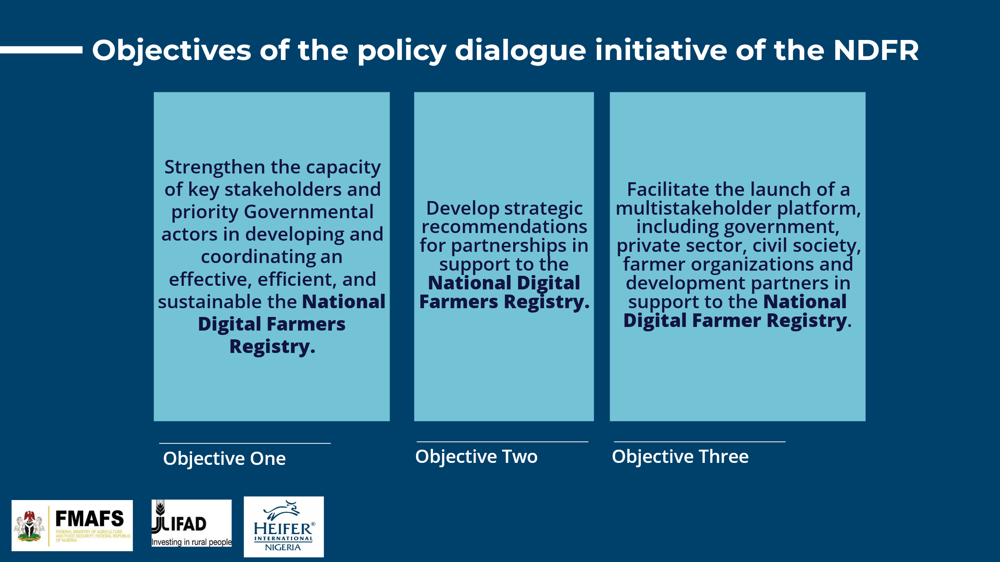 Objectives of the policy dialogue initiative of the NDFR
Strengthen the capacity
of key stakeholders and
priority Governmental
actors in developing and
coordinating an
effective, efficient, and
sustainable the National
Digital Farmers
Registry.
Objective One
Develop strategic
recommendations
for partnerships in
support to the
National Digital
Farmers Registry.
Objective Two
Facilitate the launch of a
multistakeholder platform,
including government,
private sector, civil society,
farmer organizations and
development partners in
support to the National
Digital Farmer Registry.
Objective Three
FMAFS
FEDERAL MINISTRY OF AGRICULTURE
AND FOOD SECURITY, FEDERAL REPUBLIC
OF NIGERIA
IFAD
Investing in rural people
HEIFER®
INTERNATIONAL
NIGERIA